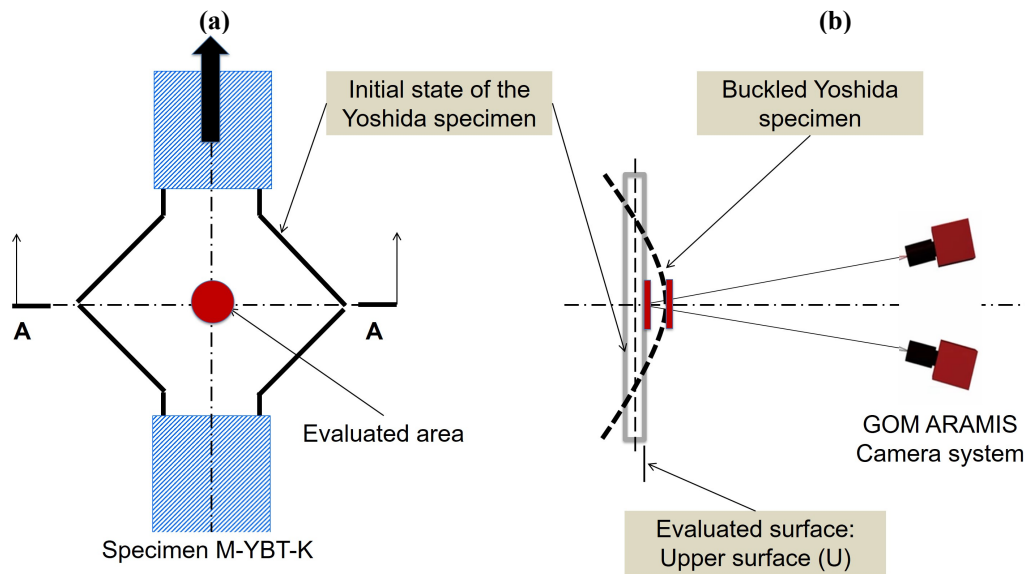 (a)
(b)
Initial state of the
Yoshida specimen
Buckled Yoshida
specimen
A
A
Evaluated area
GOM ARAMIS
Camera system
Specimen M-YBT-K
Evaluated surface:
Upper surface (U)